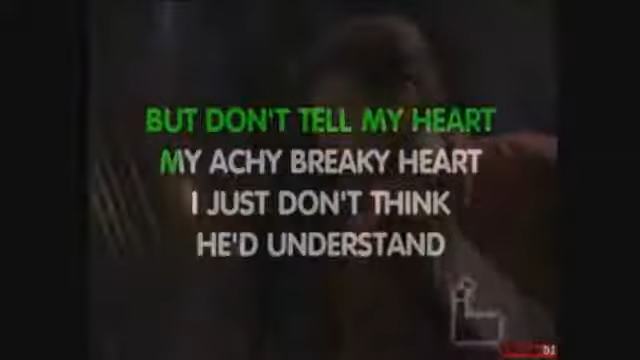 BUT DON'T TELL MY HEART
MY ACHY BREAKY HEART
I JUST DON'T THINK
HE'D UNDERSTAND